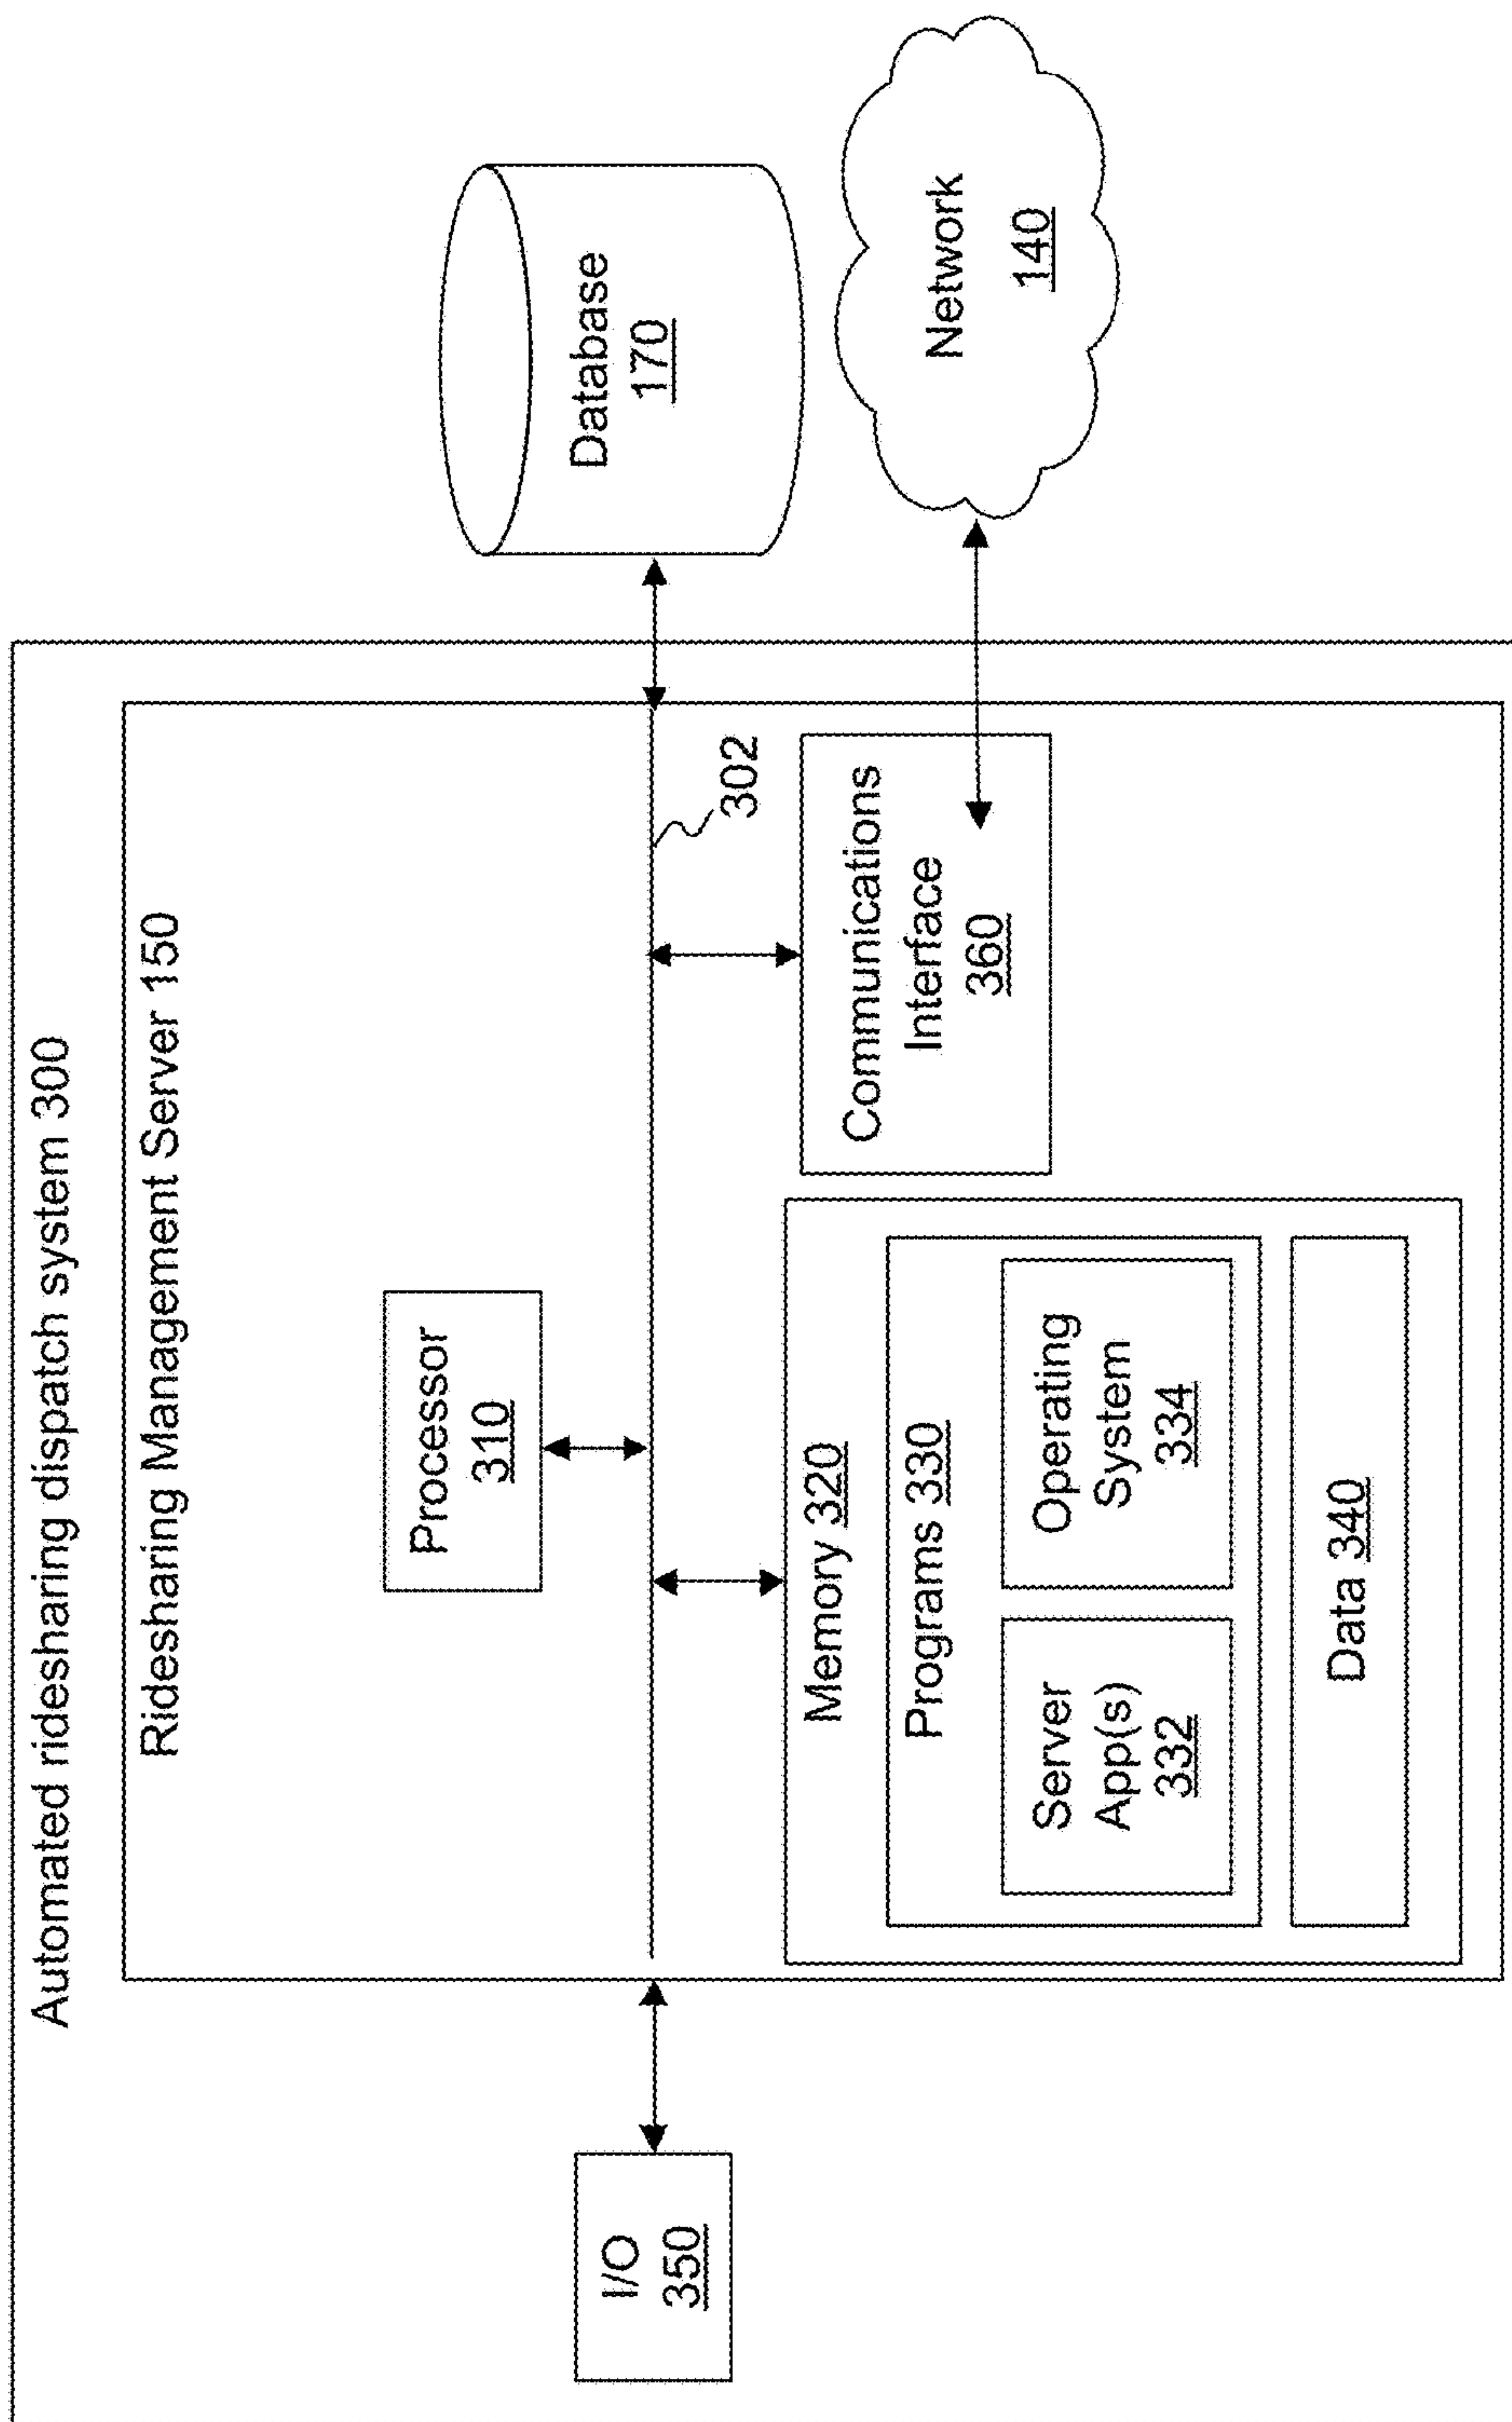 Automated ridesharing dispatch system 300
Ridesharing Management Server 150
Processor
310
I/O
350
302
Database
170
Memory 320
Programs 330
Server
App(s)
332
Operating
System
334
Data 340
Communications
Interface
360
Network
140